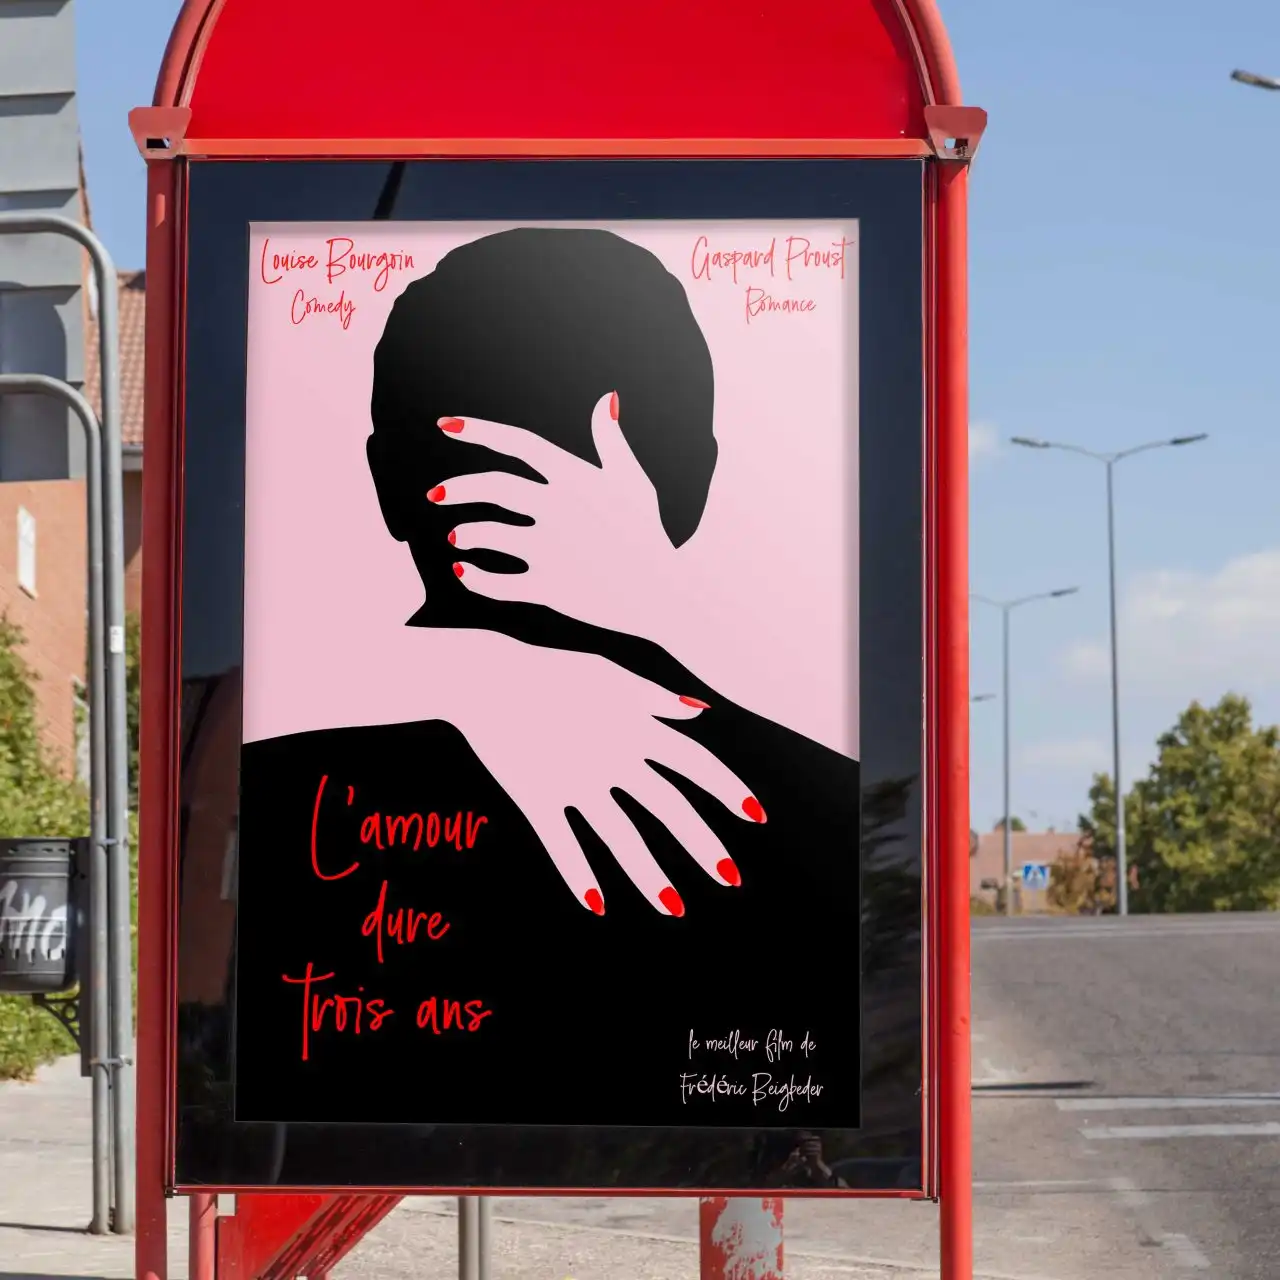 Louise Bourgoin
Comedy
Gaspard Proust
Romance
L'amour
dure
Trois ans
le meilleur film de
Frédéric Beigbeder